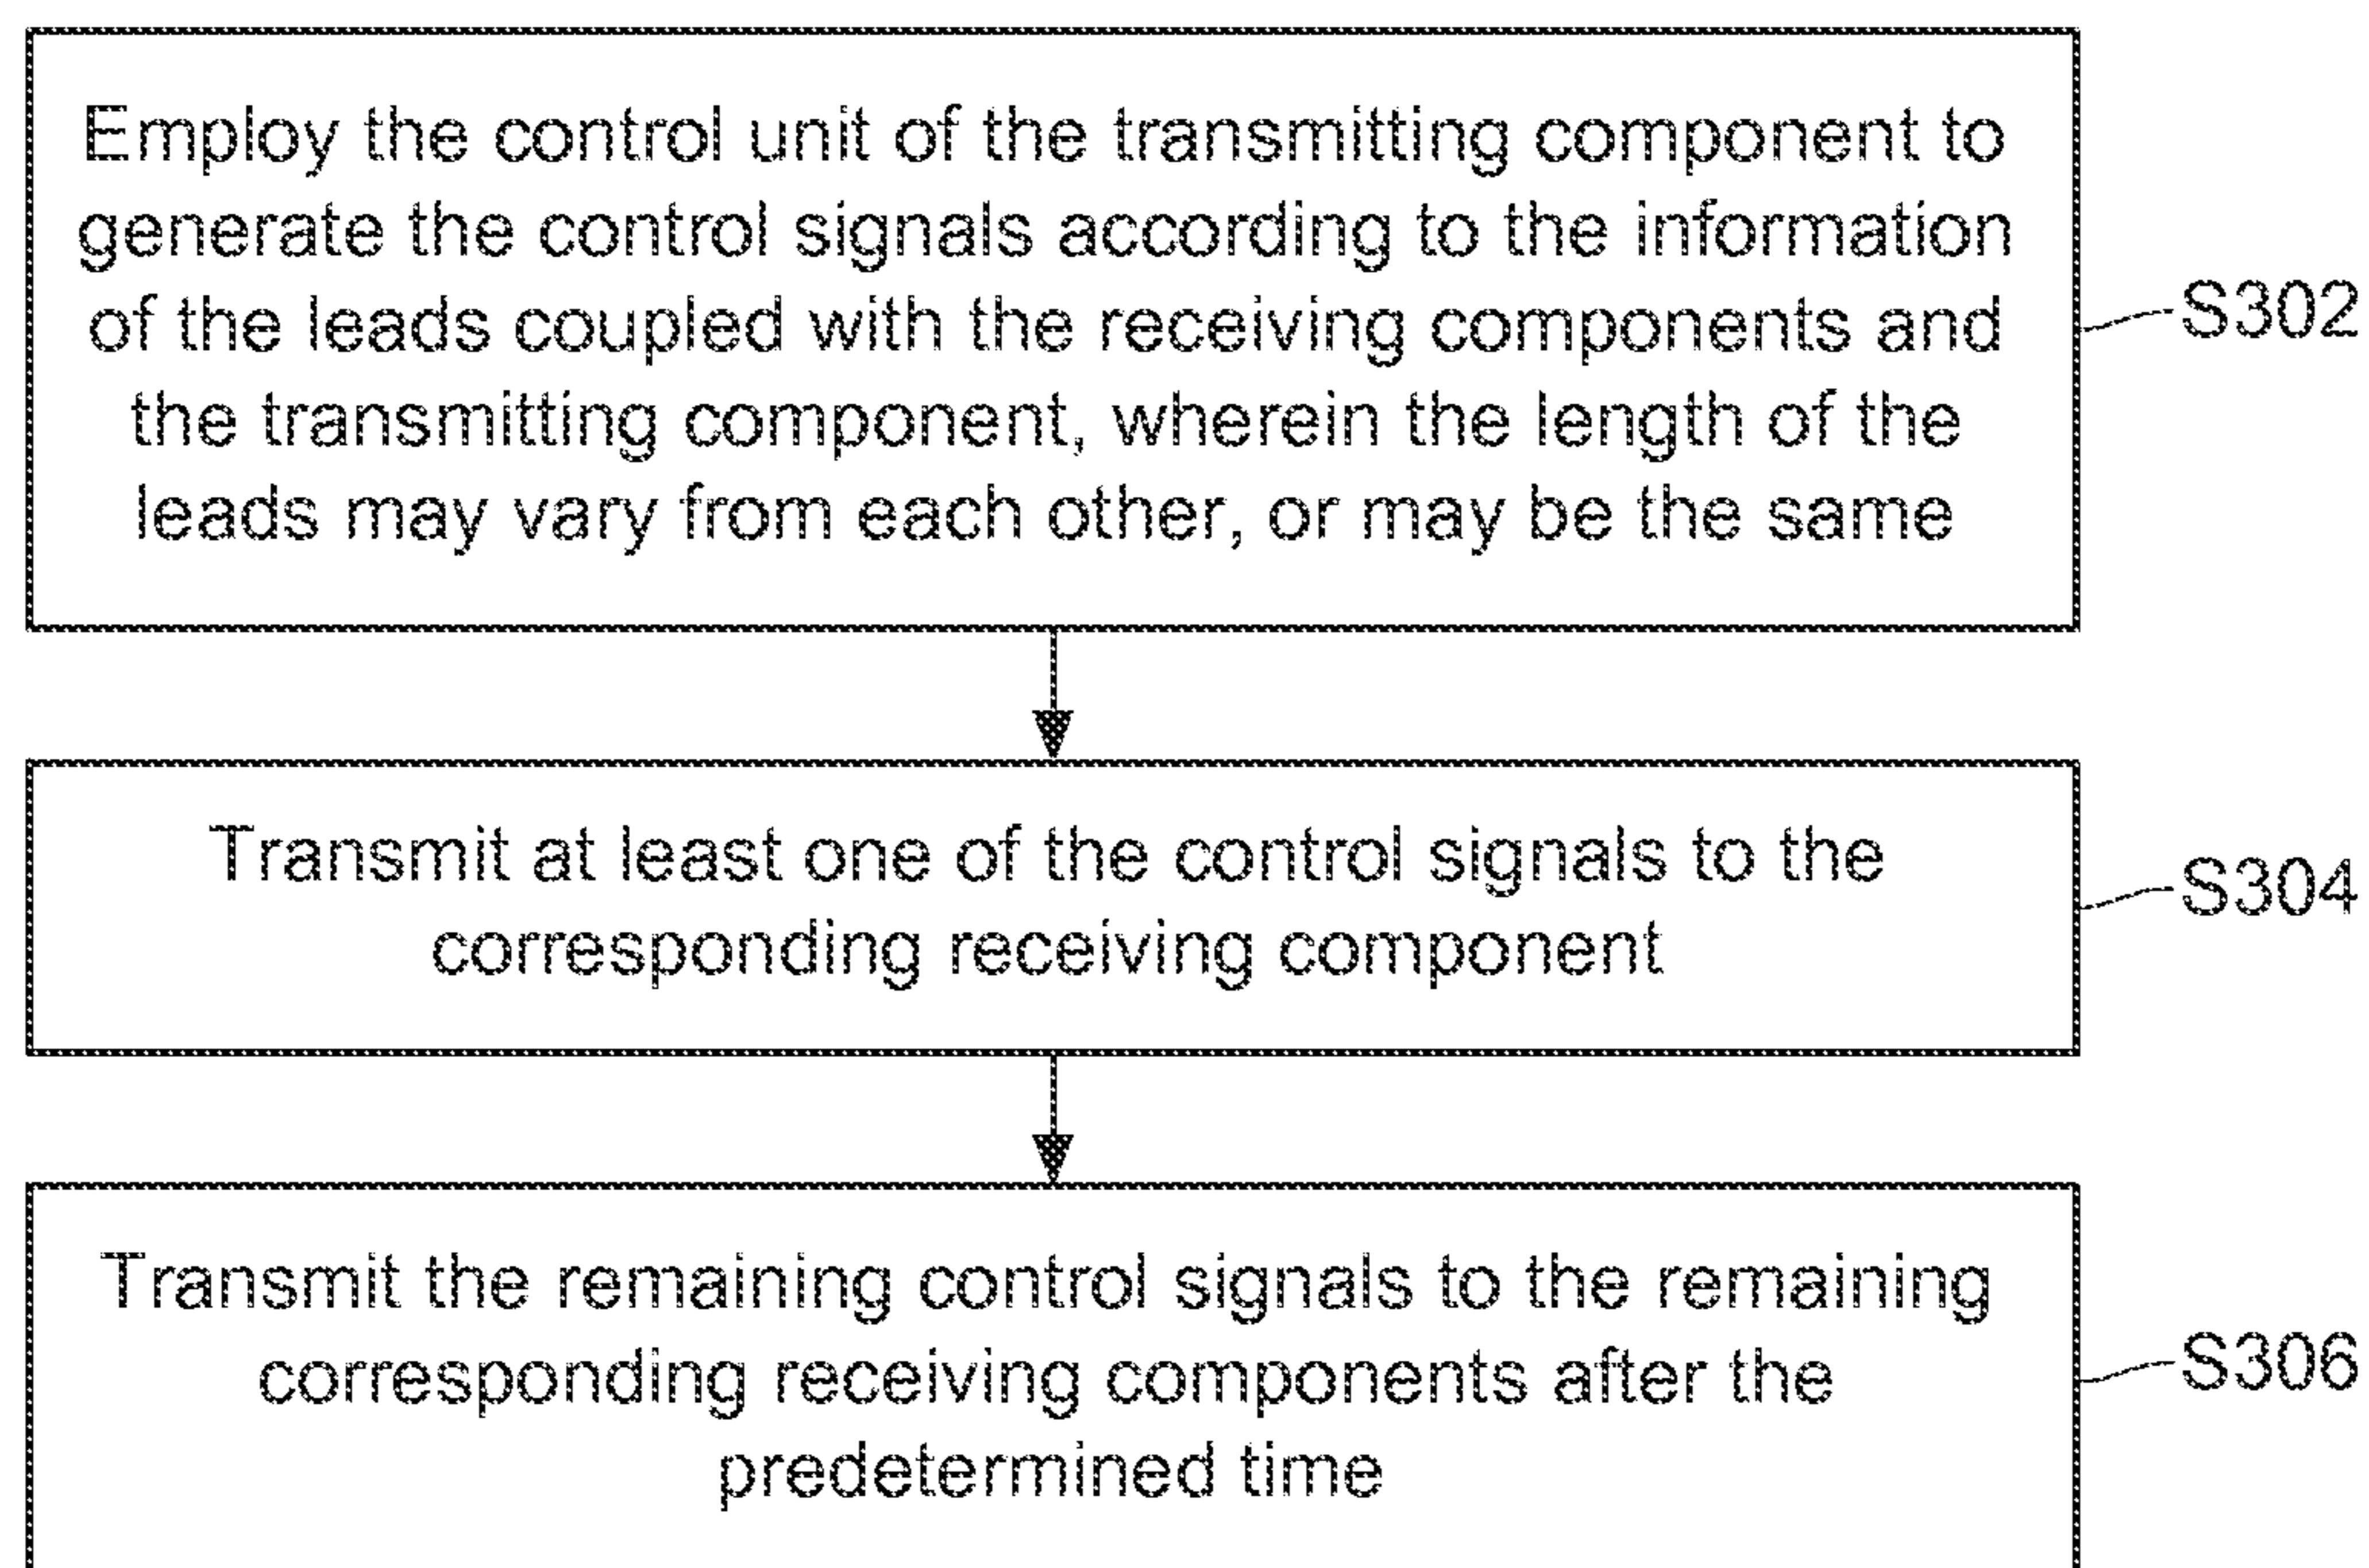 Employ the control unit of the transmitting component to
generate the control signals according to the information
of the leads coupled with the receiving components and
the transmitting component, wherein the length of the
leads may vary from each other, or may be the same
S302
Transmit at least one of the control signals to the
corresponding receiving component
S304
Transmit the remaining control signals to the remaining
corresponding receiving components after the
predetermined time
S306